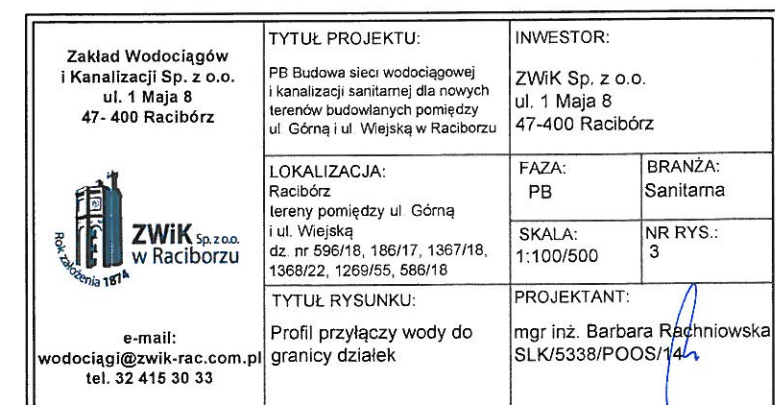 Zakład Wodociągów
i Kanalizacji Sp. z o.o.
ul. 1 Maja 8
47- 400 Racibórz
Rok założenia 1874
ZWiK Sp. z o.o.
w Raciborzu
e-mail:
wodociągi@zwik-rac.com.pl
tel. 32 415 30 33
TYTUŁ PROJEKTU:
PB Budowa sieci wodociągowej
i kanalizacji sanitarnej dla nowych
terenów budowlanych pomiędzy
ul. Górną i ul. Wiejską w Raciborzu
INWESTOR:
ZWiK Sp. z o.o.
ul. 1 Maja 8
47-400 Racibórz
LOKALIZACJA:
Racibórz
tereny pomiędzy ul Górną
i ul. Wiejską
dz. nr 596/18, 186/17, 1367/18,
1368/22, 1269/55, 586/18
FAZA:
PB
BRANŻA:
Sanitarna
SKALA:
1:100/500
NR RYS.:
3
TYTUŁ RYSUNKU:
Profil przyłączy wody do
granicy działek
PROJEKTANT:
mgr inż. Barbara Rachniowska
SLK/5338/POOS/14